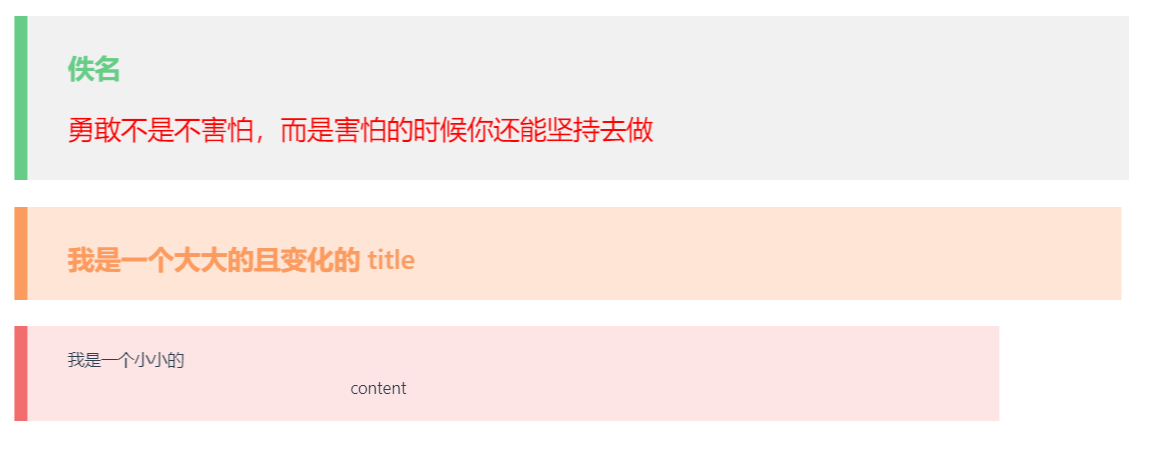 佚名
勇敢不是不害怕，而是害怕的时候你还能坚持去做
我是一个大大的且变化的 title
我是一个小小的
content